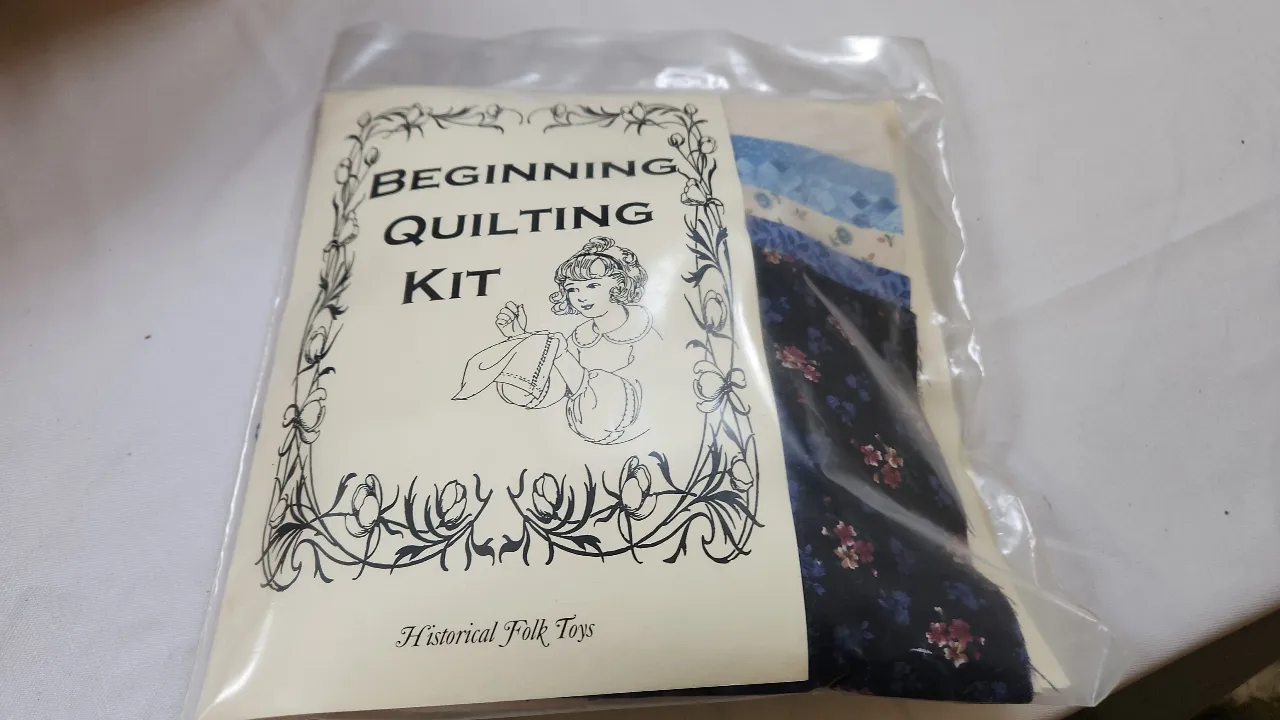 BEGINNING
QUILTING
KIT
Historical Folk Toys